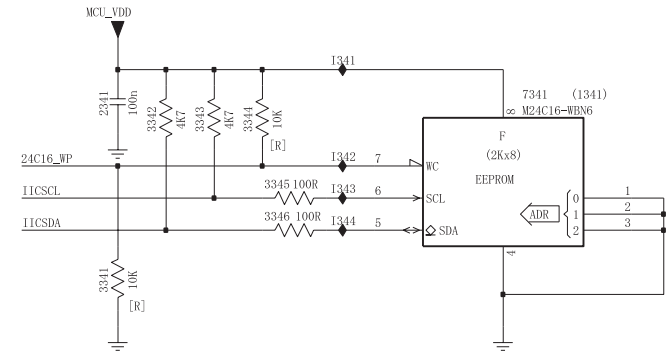 MCU_VDD
I341
7341 (1341)
8 M24C16-WBN6
2341
100n
3342
4K7
3343
4K7
3344
10K
[R]
F
(2Kx8)
EEPROM
24C16_WP
I342
7
WC
IICSCL
3345 100R
I343
6
SCL
IICSDA
3346 100R
I344
5
SDA
ADR
0
1
2
1
2
3
4
3341
10K
[R]